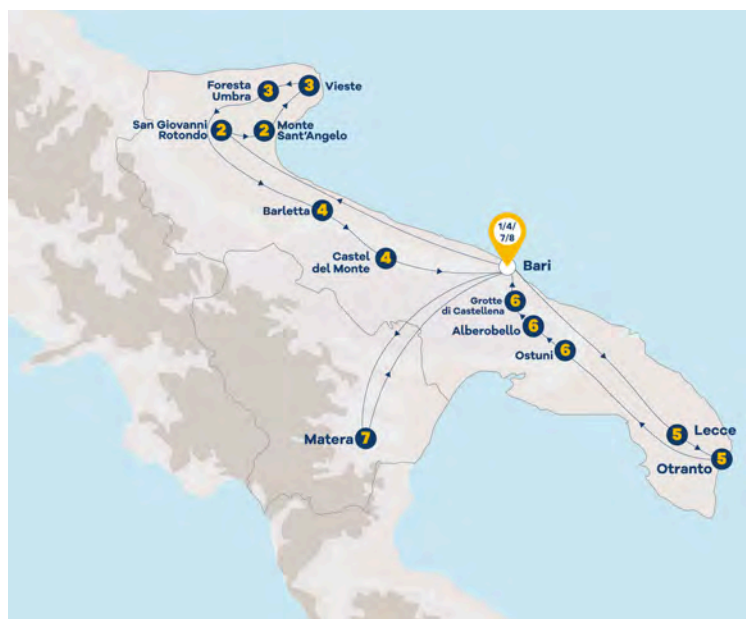 Foresta
Umbra
3
3
Vieste
San Giovanni
Rotondo
2
2
Monte
Sant'Angelo
Barletta
4
Castel
del Monte
4
1/4/
7/8
Bari
Grotte
di Castellena
6
Alberobello
6
Ostuni
6
Matera
7
5
Lecce
Otranto
5